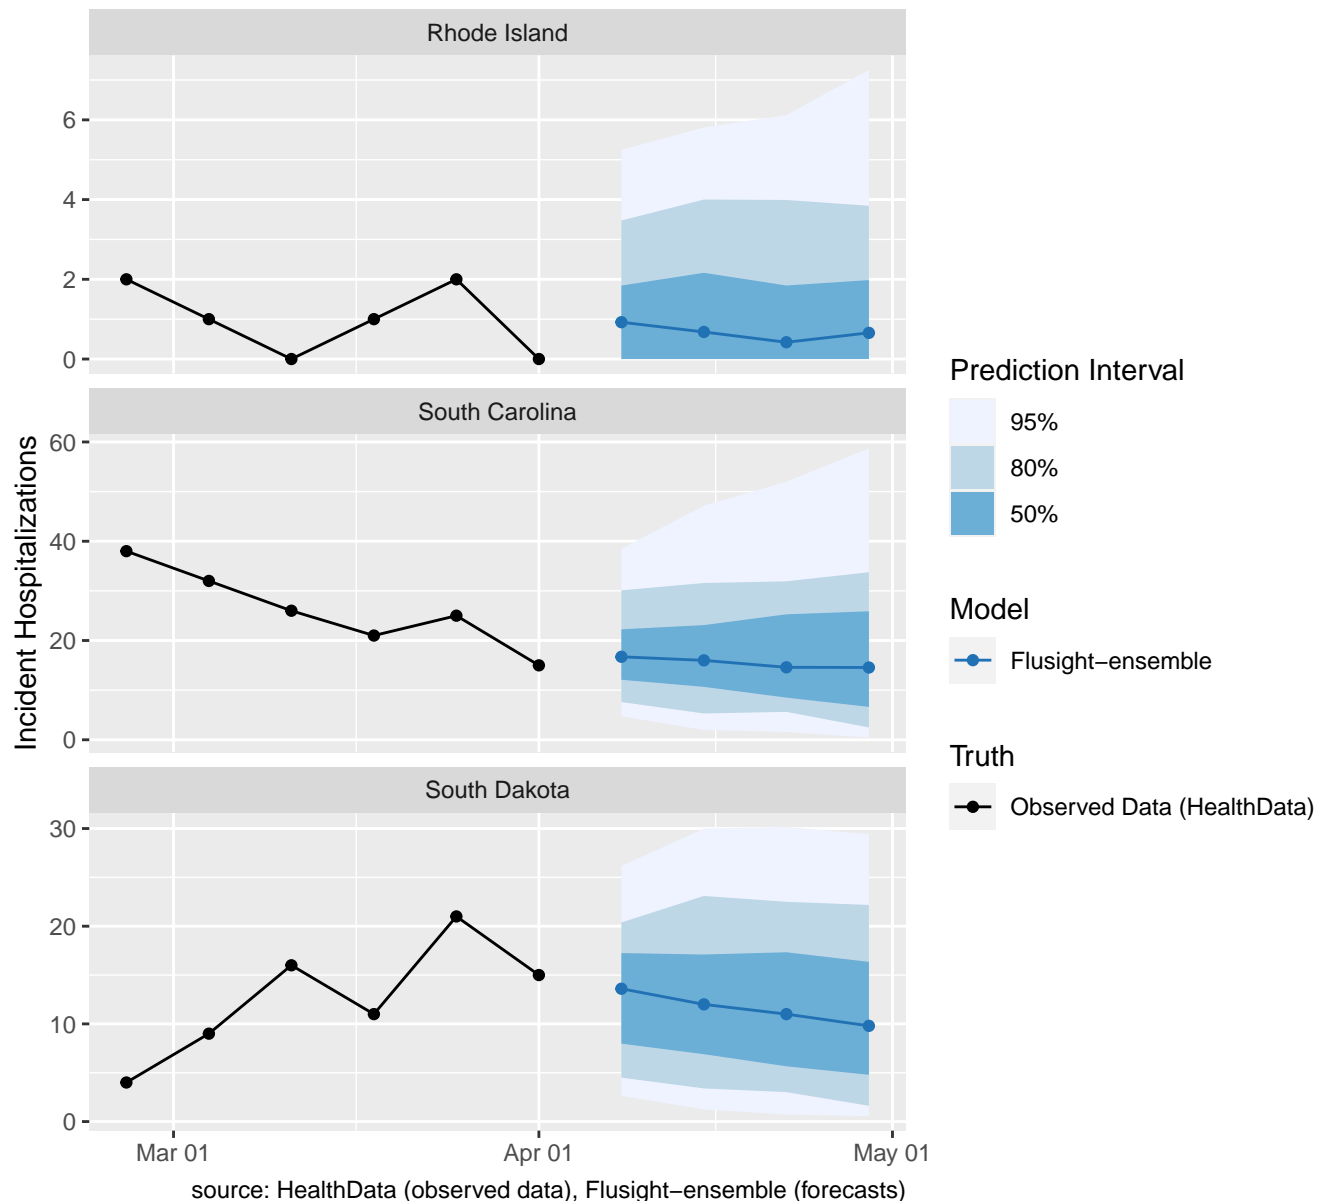 Rhode Island
6
4
2
0
South Carolina
60
40
20
0
South Dakota
30
20
10
0
Incident Hospitalizations
Mar 01
Apr 01
May 01
source: HealthData (observed data), Flusight−ensemble (forecasts)
Prediction Interval
95%
80%
50%
Model
Flusight−ensemble
Truth
Observed Data (HealthData)